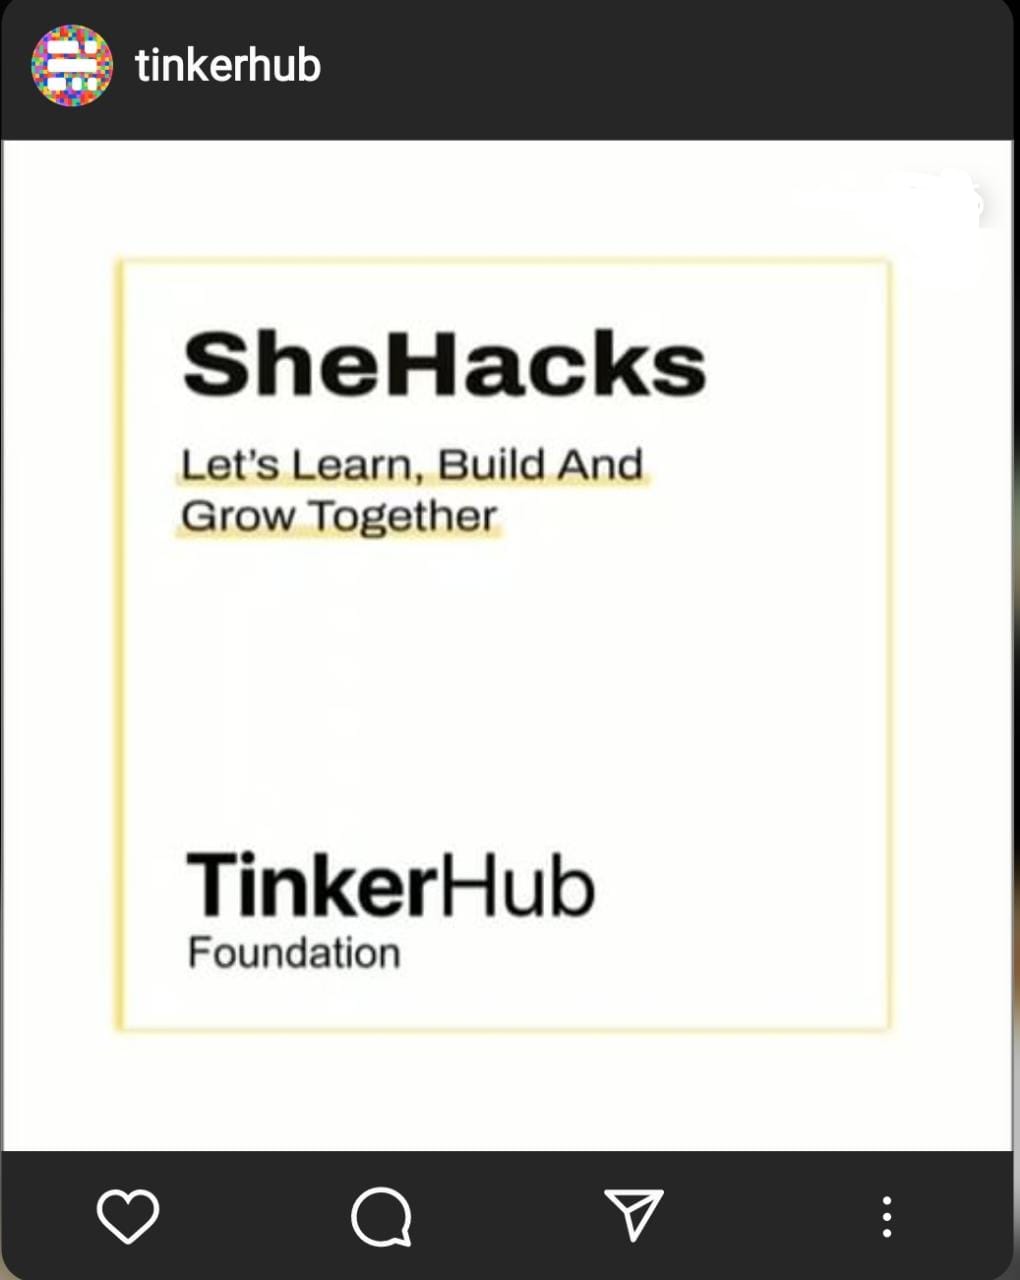 tinkerhub
SheHacks
Let's Learn, Build And
Grow Together
TinkerHub
Foundation